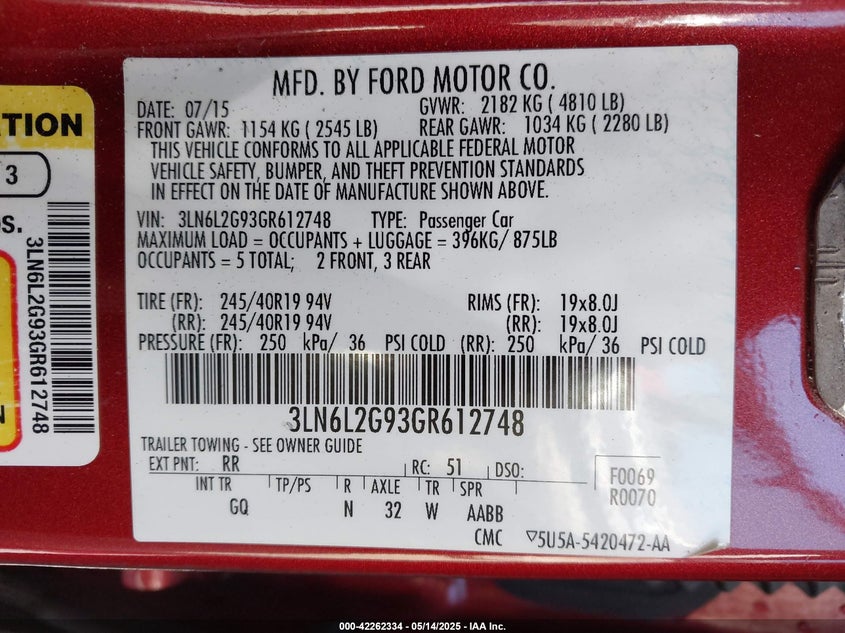 MFD. BY FORD MOTOR CO.
DATE: 07/15 GVWR: 2182 KG ( 4810 LB)
FRONT GAWR: 1154 KG ( 2545 LB) REAR GAWR: 1034 KG ( 2280 LB)
THIS VEHICLE CONFORMS TO ALL APPLICABLE FEDERAL MOTOR
VEHICLE SAFETY, BUMPER, AND THEFT PREVENTION STANDARDS
IN EFFECT ON THE DATE OF MANUFACTURE SHOWN ABOVE.
VIN: 3LN6L2G93GR612748 TYPE: Passenger Car
MAXIMUM LOAD = OCCUPANTS + LUGGAGE = 396KG/ 875LB
OCCUPANTS = 5 TOTAL; 2 FRONT, 3 REAR
TIRE (FR): 245/40R19 94V RIMS (FR): 19x8.0J
(RR): 245/40R19 94V (RR): 19x8.0J
PRESSURE (FR): 250 kPa/ 36 PSI COLD (RR): 250 kPa/ 36 PSI COLD
3LN6L2G93GR612748
TRAILER TOWING - SEE OWNER GUIDE
EXT PNT: RR RC: 51 DSO:
INT TR TP/PS R AXLE TR SPR
GQ N 32 W AABB
F0069
R0070
CMC ▽5U5A-5420472-AA
ATION
3
S.
3LN6L2G93GR612748
N
000-42262334 / 05/14/2025 - IAA Inc.